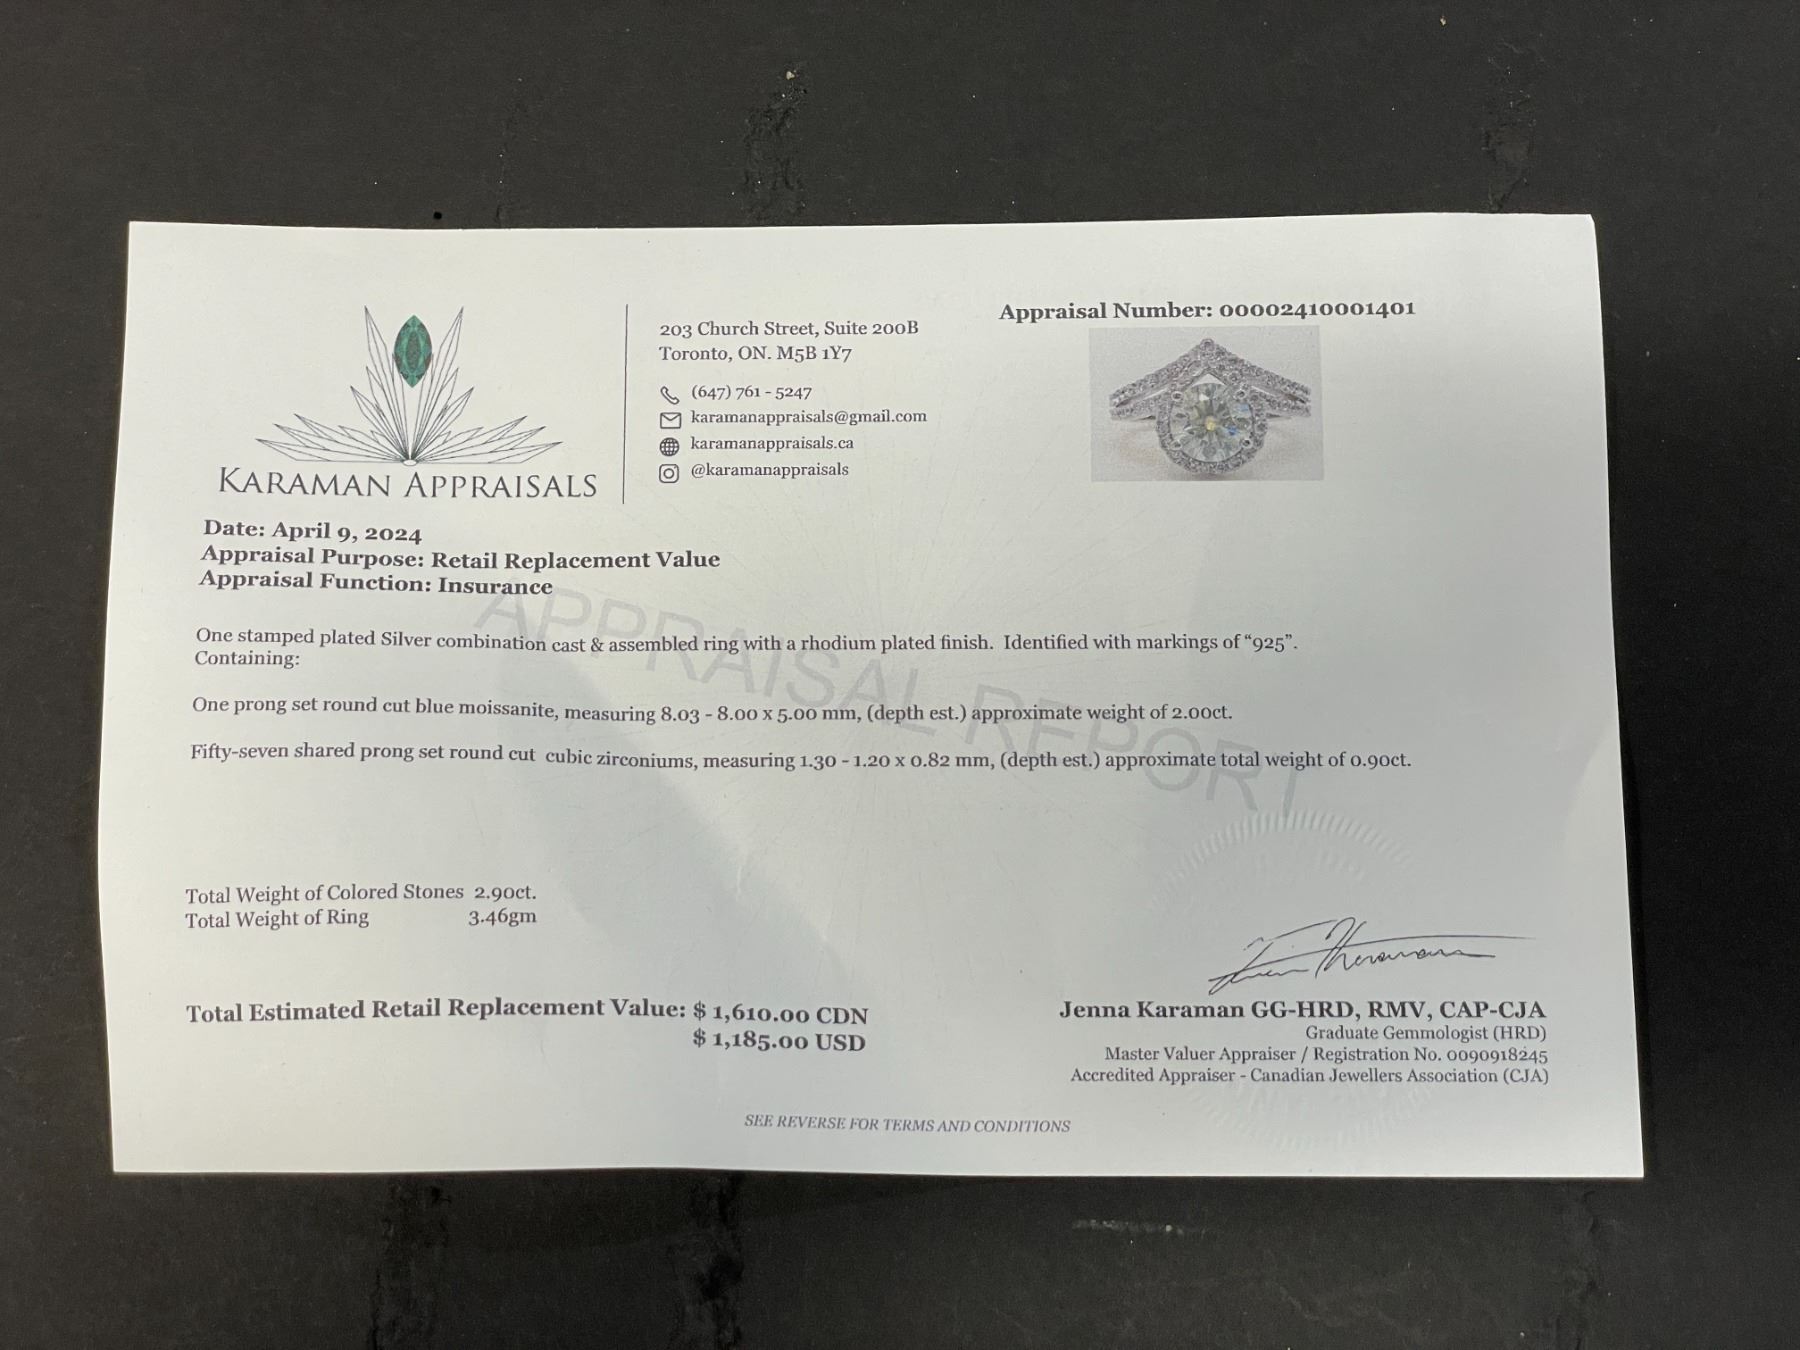 KARAMAN APPRAISALS
203 Church Street, Suite 200B
Toronto, ON. M5B 1Y7
(647) 761 - 5247
karamanappraisals@gmail.com
karamanappraisals.ca
@karamanappraisals
Appraisal Number: 00002410001401
Date: April 9, 2024
Appraisal Purpose: Retail Replacement Value
Appraisal Function: Insurance
APPRAISAL REPORT
One stamped plated Silver combination cast & assembled ring with a rhodium plated finish. Identified with markings of “925”.
Containing:
One prong set round cut blue moissanite, measuring 8.03 - 8.00 x 5.00 mm, (depth est.) approximate weight of 2.00ct.
Fifty-seven shared prong set round cut cubic zirconiums, measuring 1.30 - 1.20 x 0.82 mm, (depth est.) approximate total weight of 0.90ct.
Total Weight of Colored Stones 2.90ct.
Total Weight of Ring 3.46gm
Total Estimated Retail Replacement Value: $ 1,610.00 CDN
$ 1,185.00 USD
Jenna Karaman GG-HRD, RMV, CAP-CJA
Graduate Gemmologist (HRD)
Master Valuer Appraiser / Registration No. 0090918245
Accredited Appraiser - Canadian Jewellers Association (CJA)
SEE REVERSE FOR TERMS AND CONDITIONS